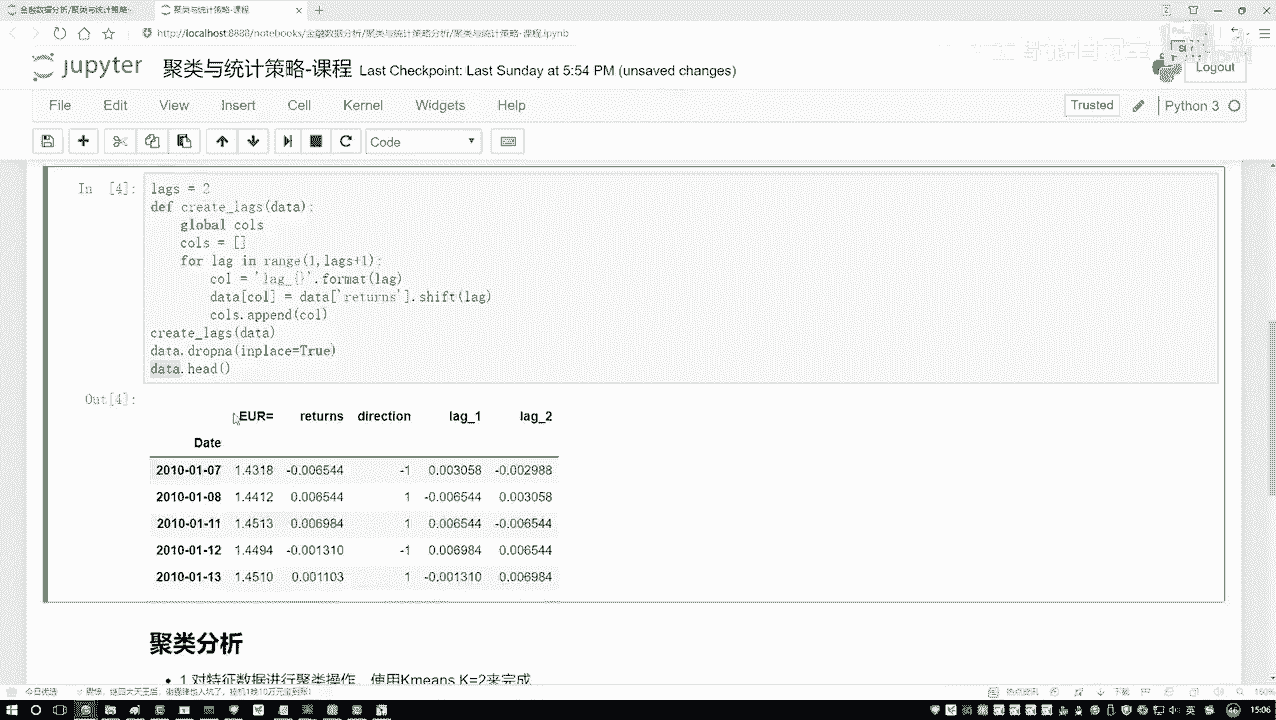 金融数据分析/聚类与统计策略-
聚类与统计策略-课程
http://localhost:8888/notebooks/金融数据分析/聚类与统计策略分析/聚类与统计策略-课程.ipynb
jupyter 聚类与统计策略-课程 Last Checkpoint: Last Sunday at 5:54 PM (unsaved changes)
Logout
File Edit View Insert Cell Kernel Widgets Help
Trusted Python 3
Code
In [4]:
lags = 2
def create_lags(data):
global cols
cols = []
for lag in range(1,lags+1):
col = 'lag_{}'.format(lag)
data[col] = data['returns'].shift(lag)
cols.append(col)
create_lags(data)
data.dropna(inplace=True)
data.head()
Out[4]:
EUR= returns direction lag_1 lag_2
Date
2010-01-07 1.4318 -0.006544 -1 0.003058 -0.002988
2010-01-08 1.4412 0.006544 1 -0.006544 0.003058
2010-01-11 1.4513 0.006984 1 0.006544 -0.006544
2010-01-12 1.4494 -0.001310 -1 0.006984 0.006544
2010-01-13 1.4510 0.001103 1 -0.001310 0.006984
聚类分析
1.对特征数据进行聚类操作，使用Kmeans K=2来完成
今日优选
15:06